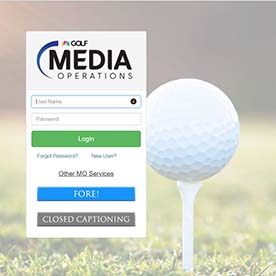 GOLF
MEDIA
OPERATIONS
User Name
Password
Login
Forgot Password? New User?
Other MO Services
FORE!
CLOSED CAPTIONING